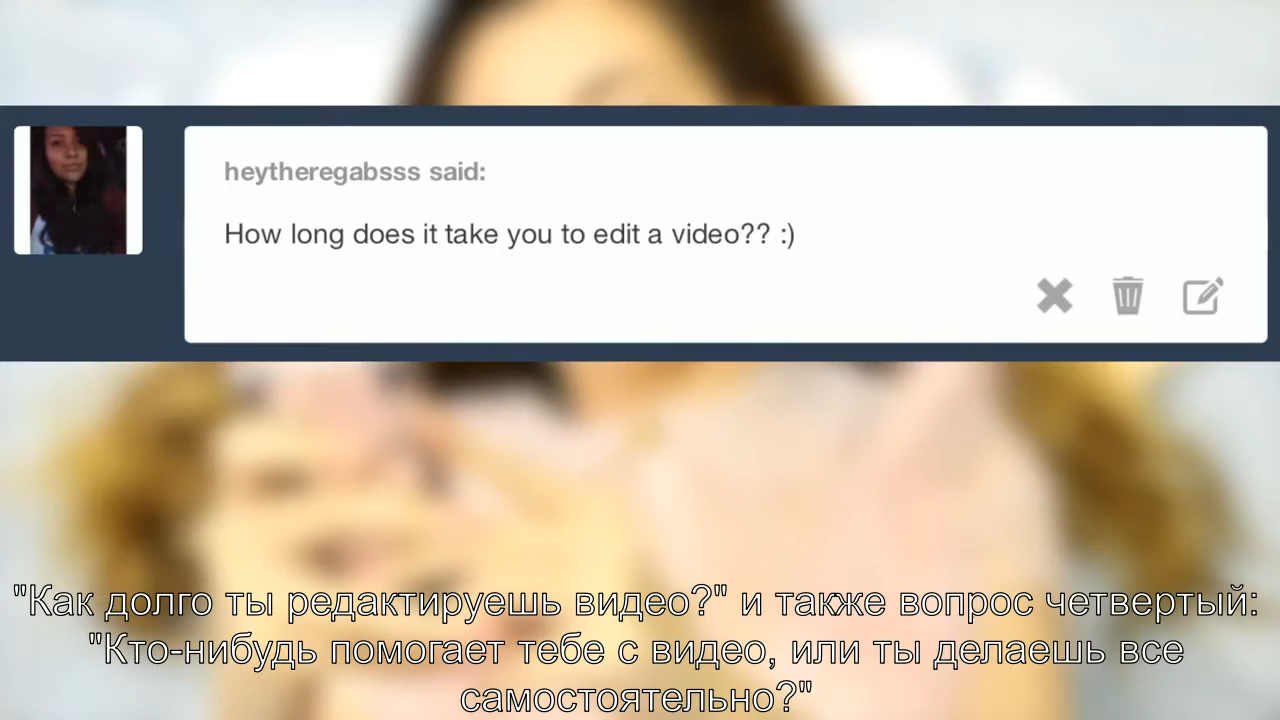 heytheregabsss said:
How long does it take you to edit a video?? :)
"Как долго ты редактируешь видео?" и также вопрос четвертый:
"Кто-нибудь помогает тебе с видео, или ты делаешь все
самостоятельно?"